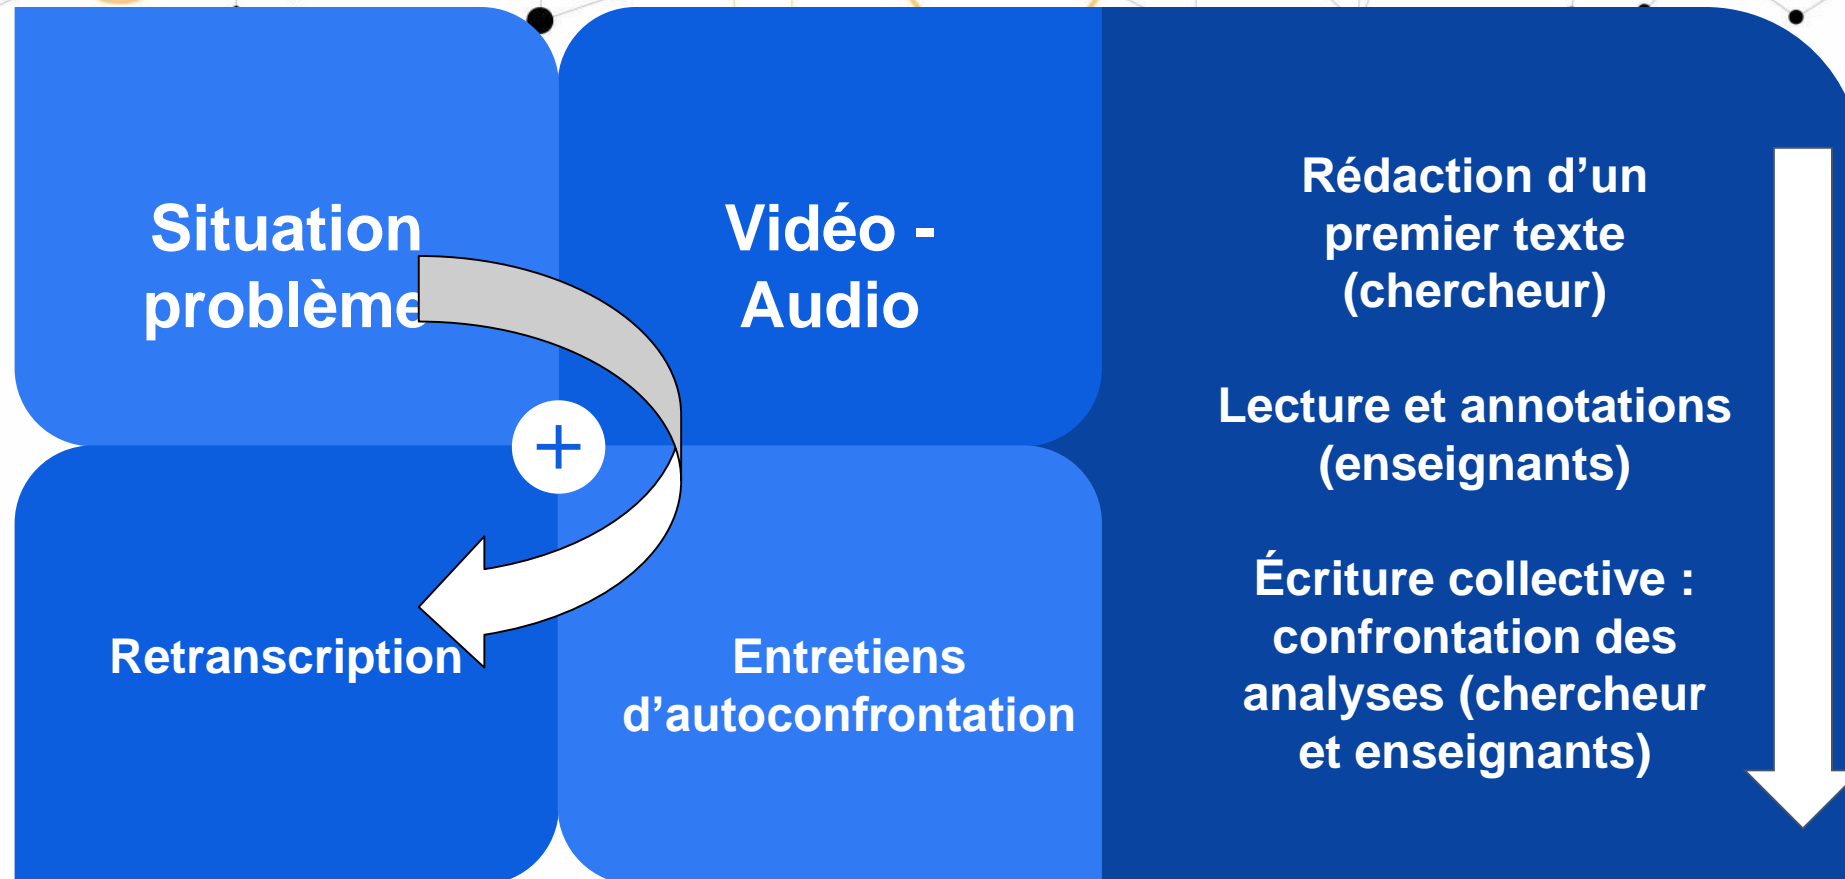 Situation
problème
Vidéo -
Audio
Retranscription
Entretiens
d’autoconfrontation
Rédaction d’un
premier texte
(chercheur)
Lecture et annotations
(enseignants)
Écriture collective :
confrontation des
analyses (chercheur
et enseignants)